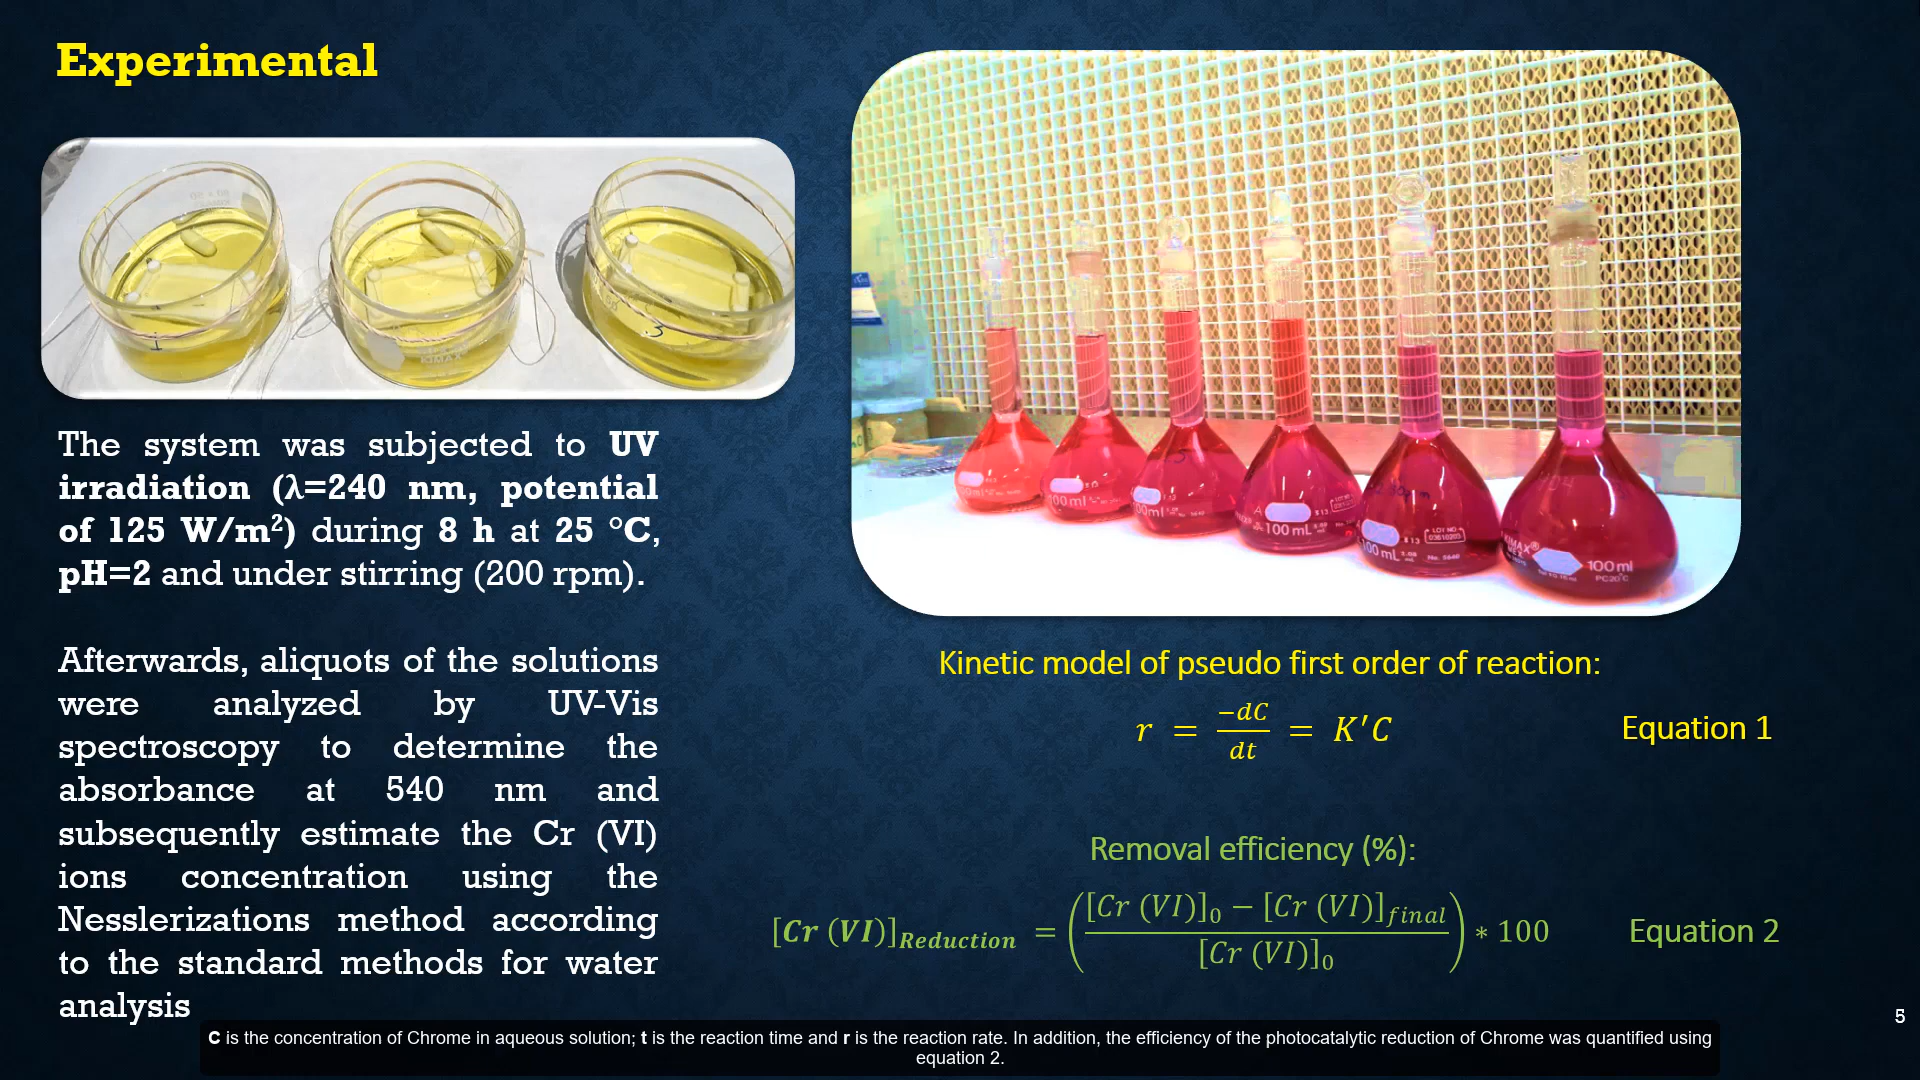 Experimental
The system was subjected to UV
irradiation (λ=240 nm, potential
of 125 W/m²) during 8 h at 25 °C,
pH=2 and under stirring (200 rpm).
Afterwards, aliquots of the solutions
were analyzed by UV-Vis
spectroscopy to determine the
absorbance at 540 nm and
subsequently estimate the Cr (VI)
ions concentration using the
Nesslerizations method according
to the standard methods for water
analysis
100 mL
100 mL
KIMAX®
100 ml
Kinetic model of pseudo first order of reaction:
r = -dC/dt = K'C Equation 1
Removal efficiency (%):
[Cr (VI)]Reduction = ([Cr (VI)]0 − [Cr (VI)]final / [Cr (VI)]0) * 100 Equation 2
5
C is the concentration of Chrome in aqueous solution; t is the reaction time and r is the reaction rate. In addition, the efficiency of the photocatalytic reduction of Chrome was quantified using
equation 2.